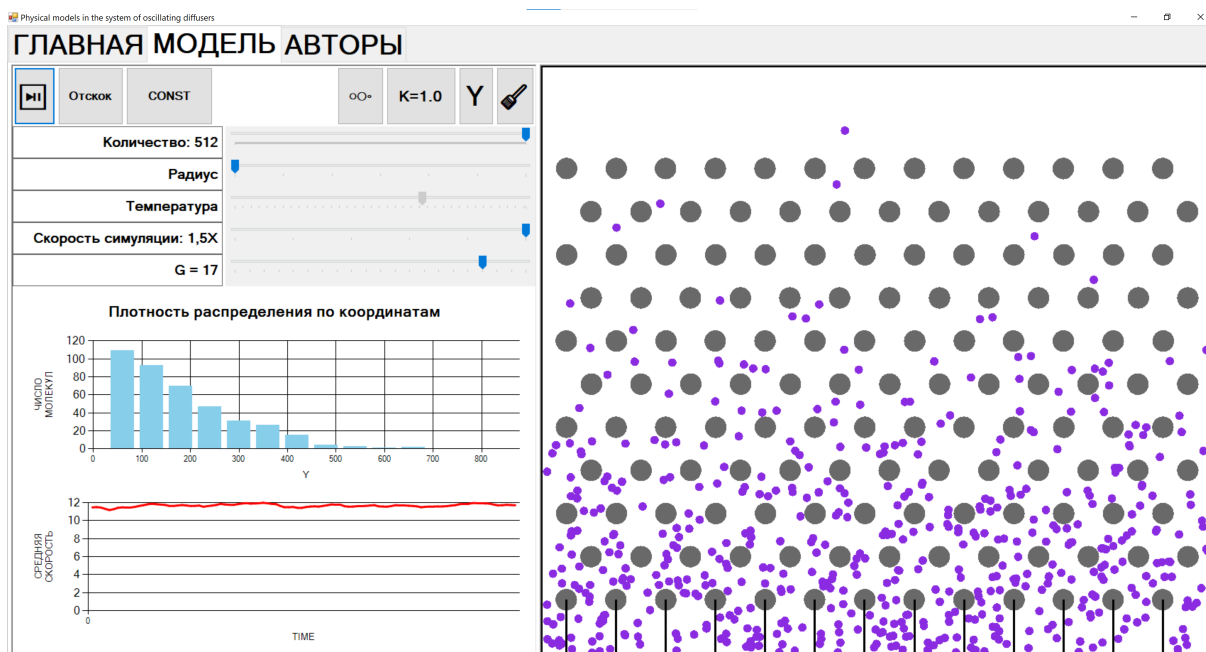 Physical models in the system of oscillating diffusers
ГЛАВНАЯ МОДЕЛЬ АВТОРЫ
Отскок CONST K=1.0 Y
Количество: 512
Радиус
Температура
Скорость симуляции: 1,5X
G = 17
Плотность распределения по координатам
ЧИСЛО
МОЛЕКУЛ
120
100
80
60
40
20
0
0 100 200 300 400 500 600 700 800
Y
СРЕДНЯЯ
СКОРОСТЬ
12
10
8
6
4
2
0
0
TIME